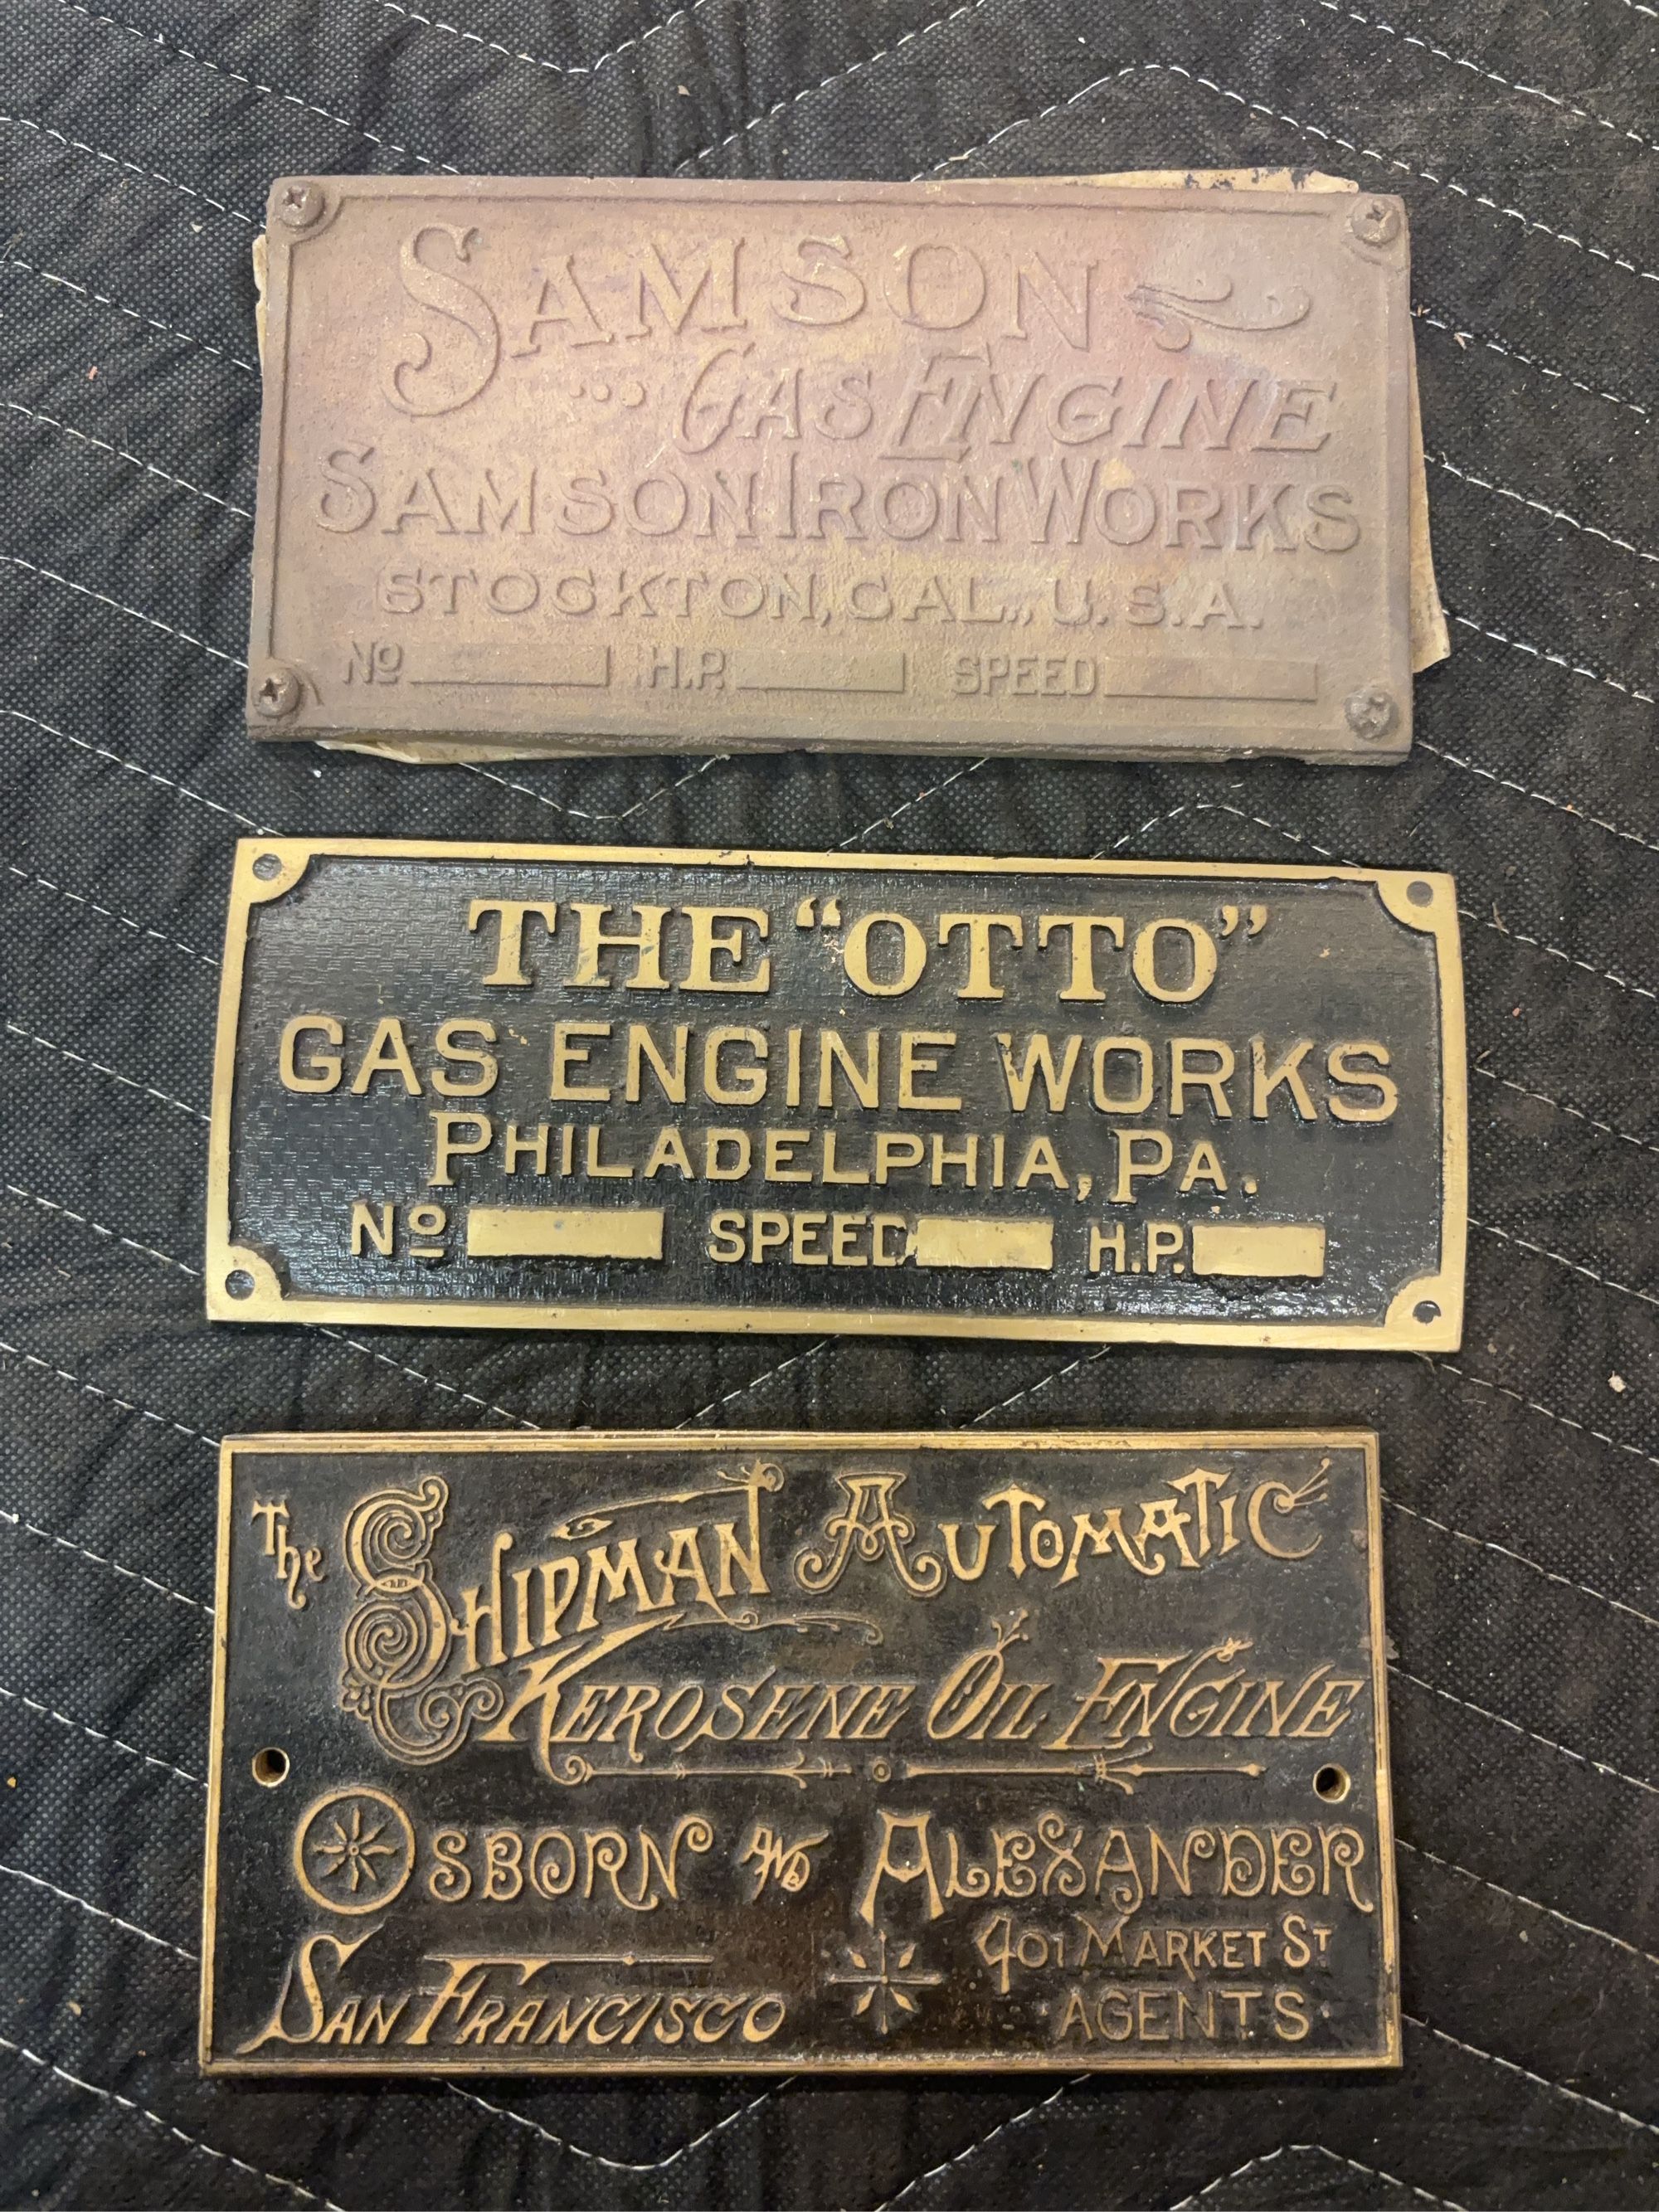 SAMSON
GAS ENGINE
SAMSON IRON WORKS
STOCKTON, CAL., U.S.A.
No H.P. SPEED
THE "OTTO"
GAS ENGINE WORKS
PHILADELPHIA, PA.
No SPEED H.P.
The SHIPMAN AUTOMATIC
KEROSENE OIL ENGINE
OSBORN AND ALEXANDER
401 MARKET ST
SAN FRANCISCO AGENTS